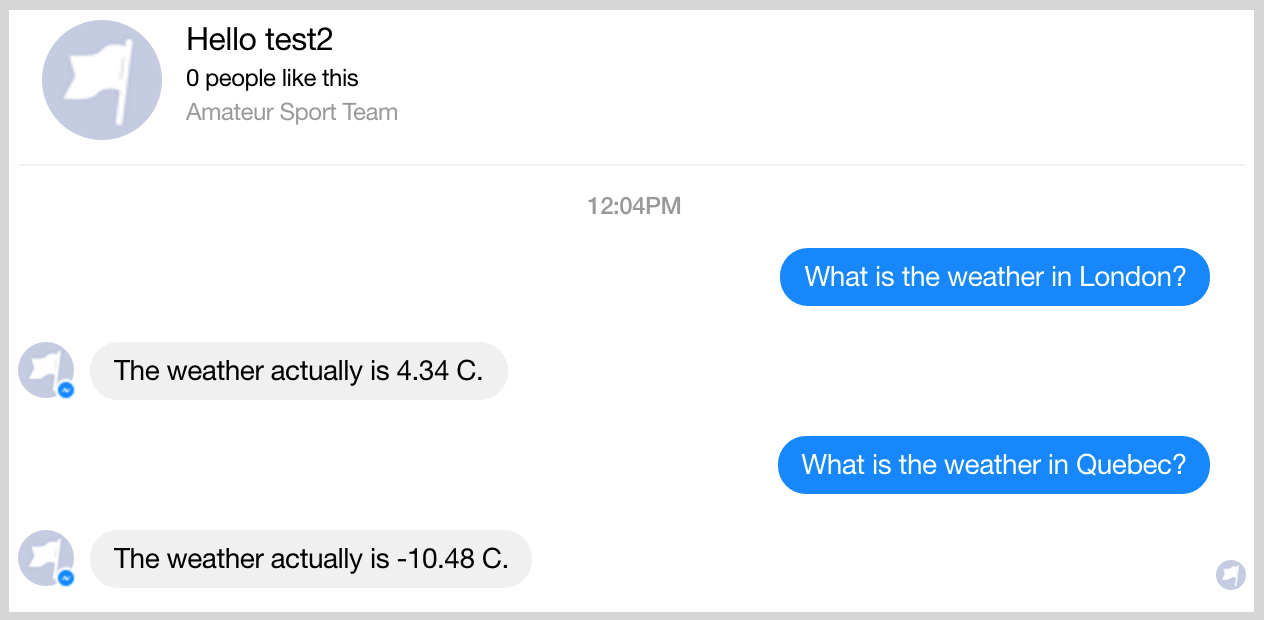 Hello test2
0 people like this
Amateur Sport Team
12:04PM
What is the weather in London?
The weather actually is 4.34 C.
What is the weather in Quebec?
The weather actually is -10.48 C.